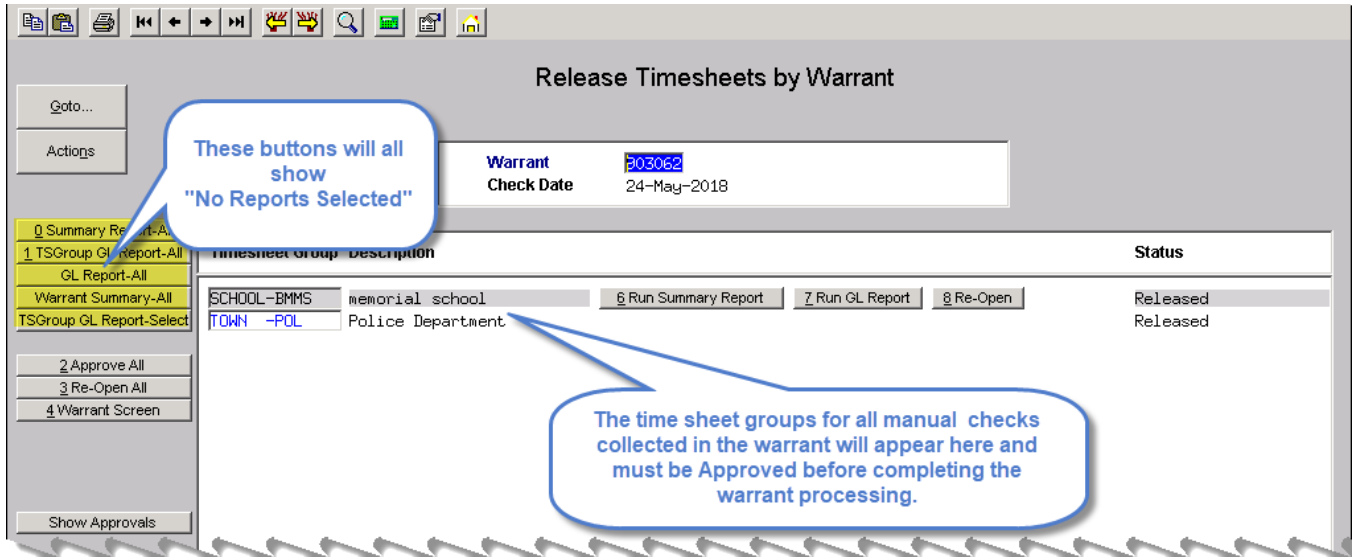 Release Timesheets by Warrant
Goto...
Actions
These buttons will all
show
"No Reports Selected"
Warrant 903062
Check Date 24-May-2018
0 Summary Report-All
1 TSGroup GL Report-All
GL Report-All
Warrant Summary-All
TSGroup GL Report-Select
Timesheet Group Description Status
SCHOOL-BMMS memorial school 6 Run Summary Report 7 Run GL Report 8 Re-Open Released
TOWN -POL Police Department Released
2 Approve All
3 Re-Open All
4 Warrant Screen
The time sheet groups for all manual checks
collected in the warrant will appear here and
must be Approved before completing the
warrant processing.
Show Approvals